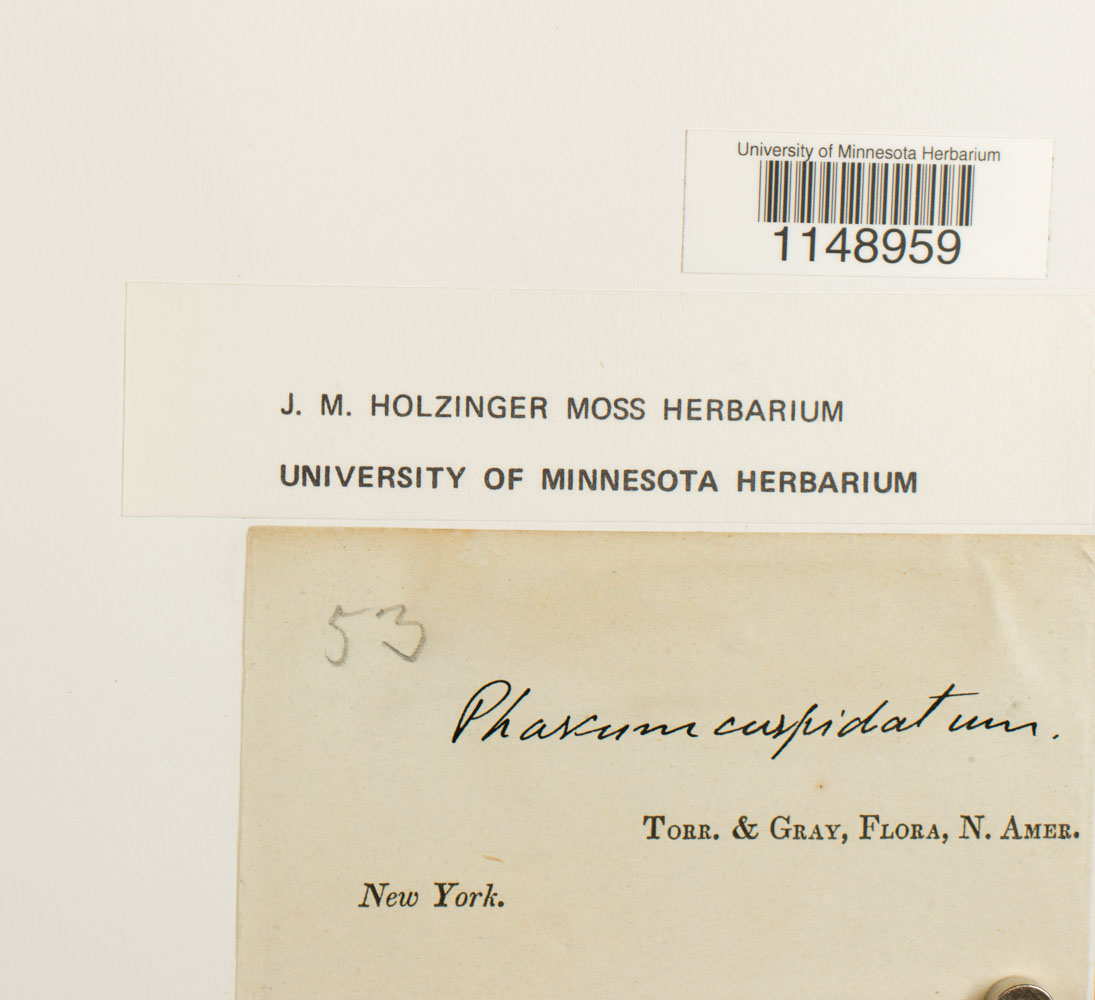 University of Minnesota Herbarium
1148959
J. M. HOLZINGER MOSS HERBARIUM
UNIVERSITY OF MINNESOTA HERBARIUM
53
Phascum cuspidatum.
Torr. & Gray, Flora, N. Amer.
New York.